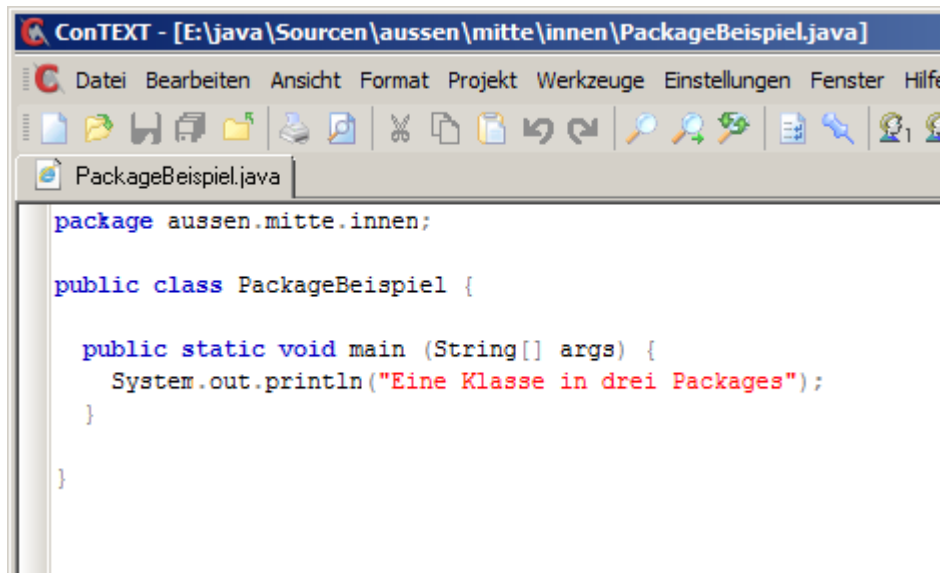 ConTEXT - [E:\java\Sourcen\aussen\mitte\innen\PackageBeispiel.java]
Datei Bearbeiten Ansicht Format Projekt Werkzeuge Einstellungen Fenster Hilfe
PackageBeispiel.java
package aussen.mitte.innen;
public class PackageBeispiel {
public static void main (String[] args) {
System.out.println("Eine Klasse in drei Packages");
}
}